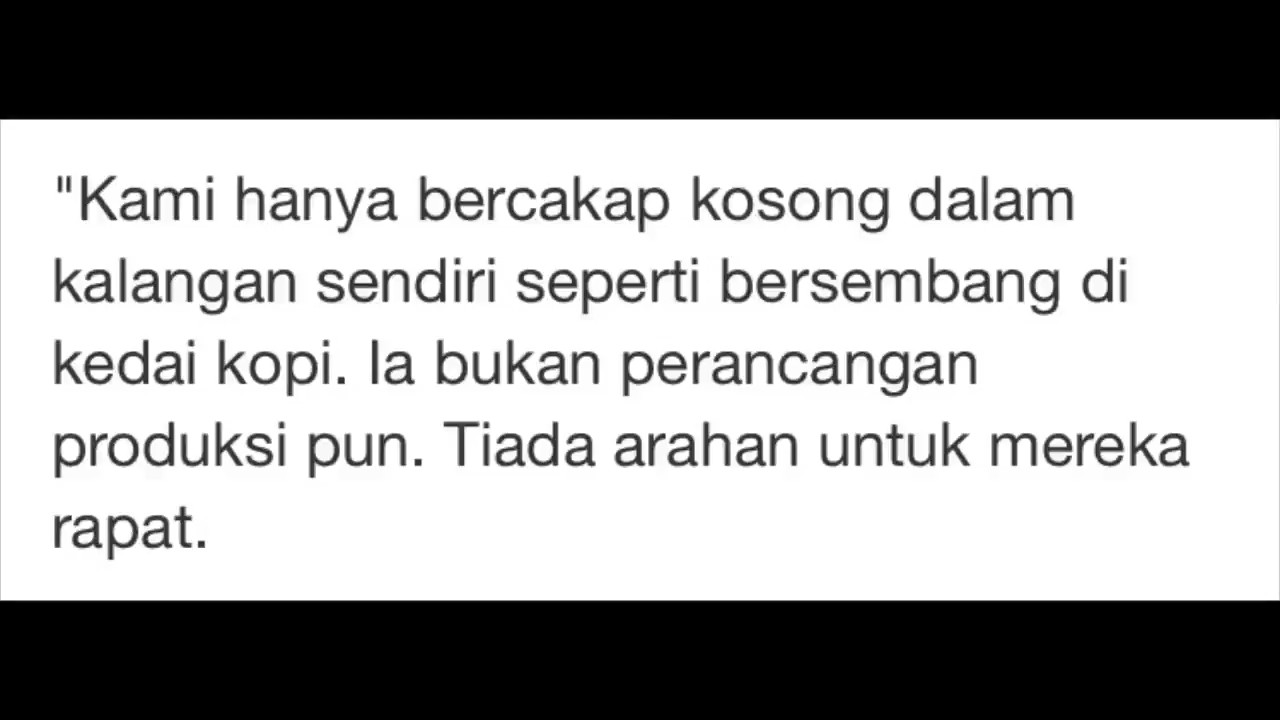 "Kami hanya bercakap kosong dalam
kalangan sendiri seperti bersembang di
kedai kopi. Ia bukan perancangan
produksi pun. Tiada arahan untuk mereka
rapat.